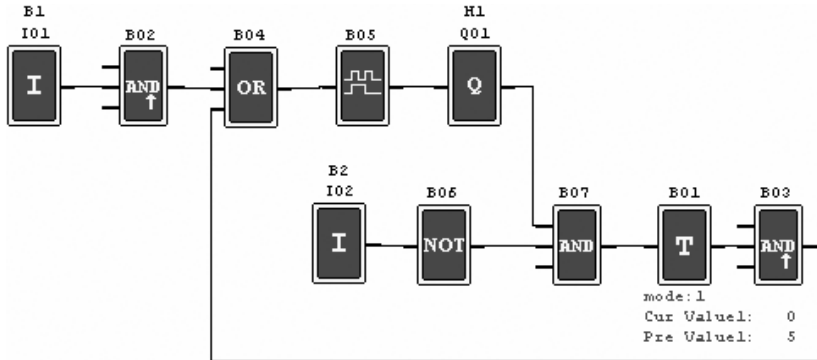 B1 H1
I01 B02 B04 B05 Q01
I AND OR Q
B2
I02 B06 B07 B01 B03
I NOT AND T AND
mode:1
Cur Value1: 0
Pre Value1: 5